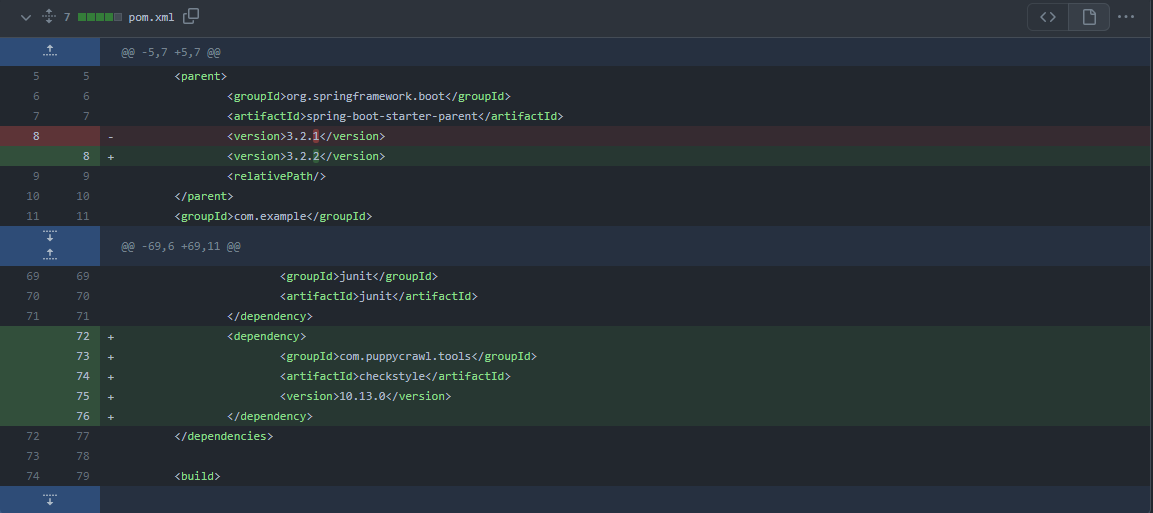 7 pom.xml
@@ -5,7 +5,7 @@
5 5 <parent>
6 6 <groupId>org.springframework.boot</groupId>
7 7 <artifactId>spring-boot-starter-parent</artifactId>
8 - <version>3.2.1</version>
8 + <version>3.2.2</version>
9 9 <relativePath/>
10 10 </parent>
11 11 <groupId>com.example</groupId>
@@ -69,6 +69,11 @@
69 69 <groupId>junit</groupId>
70 70 <artifactId>junit</artifactId>
71 71 </dependency>
72 + <dependency>
73 + <groupId>com.puppycrawl.tools</groupId>
74 + <artifactId>checkstyle</artifactId>
75 + <version>10.13.0</version>
76 + </dependency>
72 77 </dependencies>
73 78
74 79 <build>